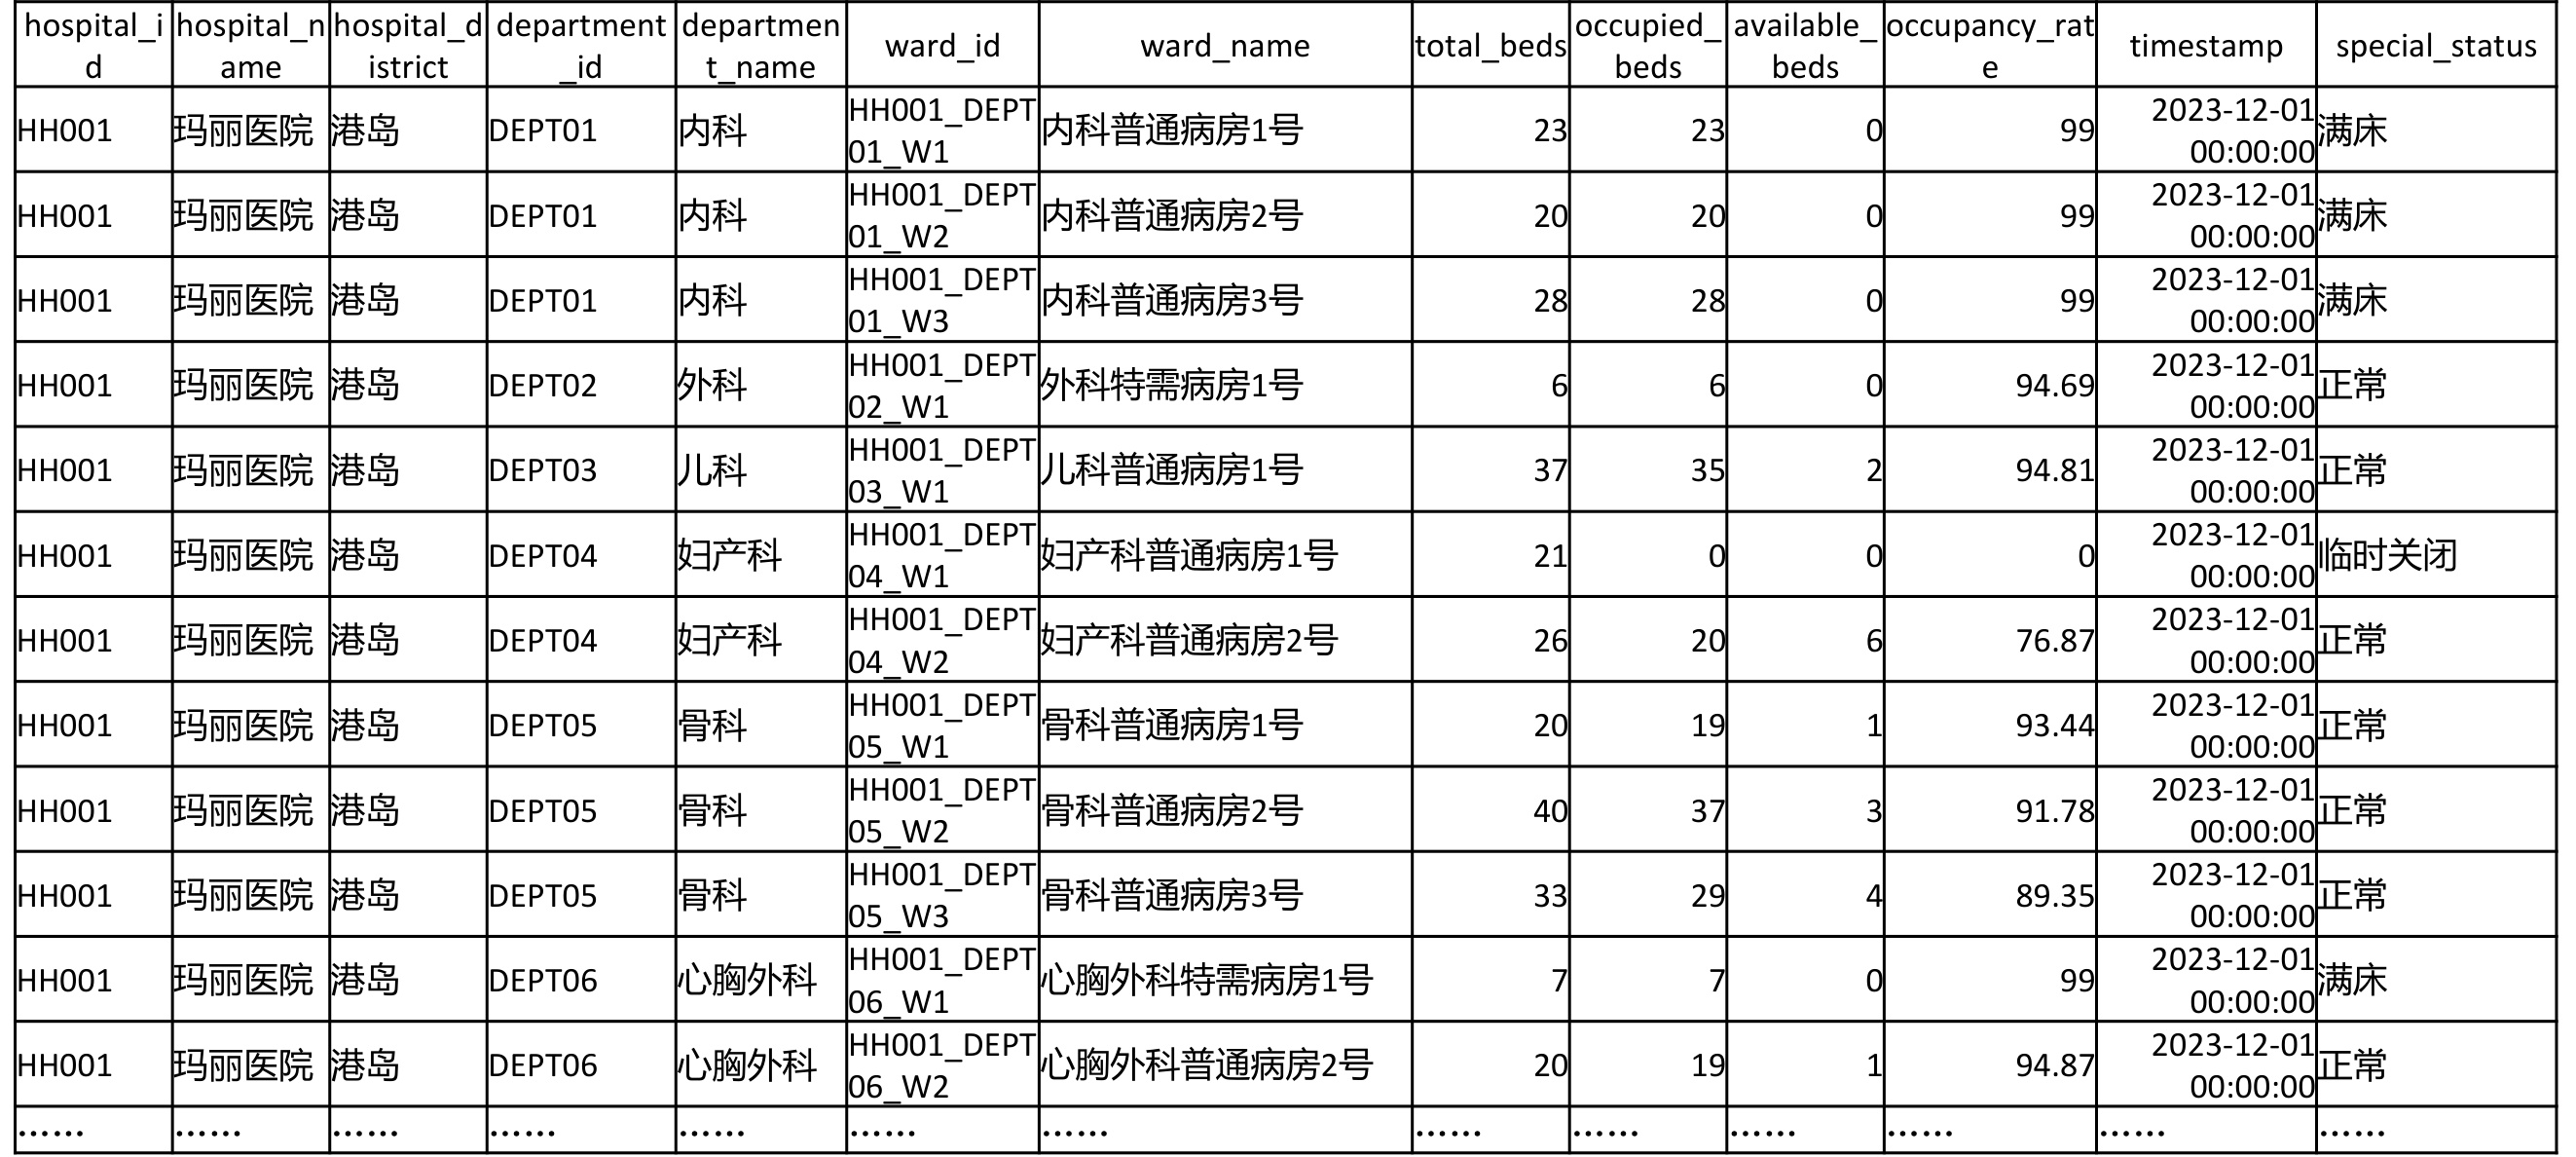 hospital_id hospital_name hospital_district department_id department_name ward_id ward_name total_beds occupied_beds available_beds occupancy_rate timestamp special_status
HH001 玛丽医院 港岛 DEPT01 内科 HH001_DEPT01_W1 内科普通病房1号 23 23 0 99 2023-12-01 00:00:00 满床
HH001 玛丽医院 港岛 DEPT01 内科 HH001_DEPT01_W2 内科普通病房2号 20 20 0 99 2023-12-01 00:00:00 满床
HH001 玛丽医院 港岛 DEPT01 内科 HH001_DEPT01_W3 内科普通病房3号 28 28 0 99 2023-12-01 00:00:00 满床
HH001 玛丽医院 港岛 DEPT02 外科 HH001_DEPT02_W1 外科特需病房1号 6 6 0 94.69 2023-12-01 00:00:00 正常
HH001 玛丽医院 港岛 DEPT03 儿科 HH001_DEPT03_W1 儿科普通病房1号 37 35 2 94.81 2023-12-01 00:00:00 正常
HH001 玛丽医院 港岛 DEPT04 妇产科 HH001_DEPT04_W1 妇产科普通病房1号 21 0 0 0 2023-12-01 00:00:00 临时关闭
HH001 玛丽医院 港岛 DEPT04 妇产科 HH001_DEPT04_W2 妇产科普通病房2号 26 20 6 76.87 2023-12-01 00:00:00 正常
HH001 玛丽医院 港岛 DEPT05 骨科 HH001_DEPT05_W1 骨科普通病房1号 20 19 1 93.44 2023-12-01 00:00:00 正常
HH001 玛丽医院 港岛 DEPT05 骨科 HH001_DEPT05_W2 骨科普通病房2号 40 37 3 91.78 2023-12-01 00:00:00 正常
HH001 玛丽医院 港岛 DEPT05 骨科 HH001_DEPT05_W3 骨科普通病房3号 33 29 4 89.35 2023-12-01 00:00:00 正常
HH001 玛丽医院 港岛 DEPT06 心胸外科 HH001_DEPT06_W1 心胸外科特需病房1号 7 7 0 99 2023-12-01 00:00:00 满床
HH001 玛丽医院 港岛 DEPT06 心胸外科 HH001_DEPT06_W2 心胸外科普通病房2号 20 19 1 94.87 2023-12-01 00:00:00 正常
…… …… …… …… …… …… …… …… …… …… …… …… ……